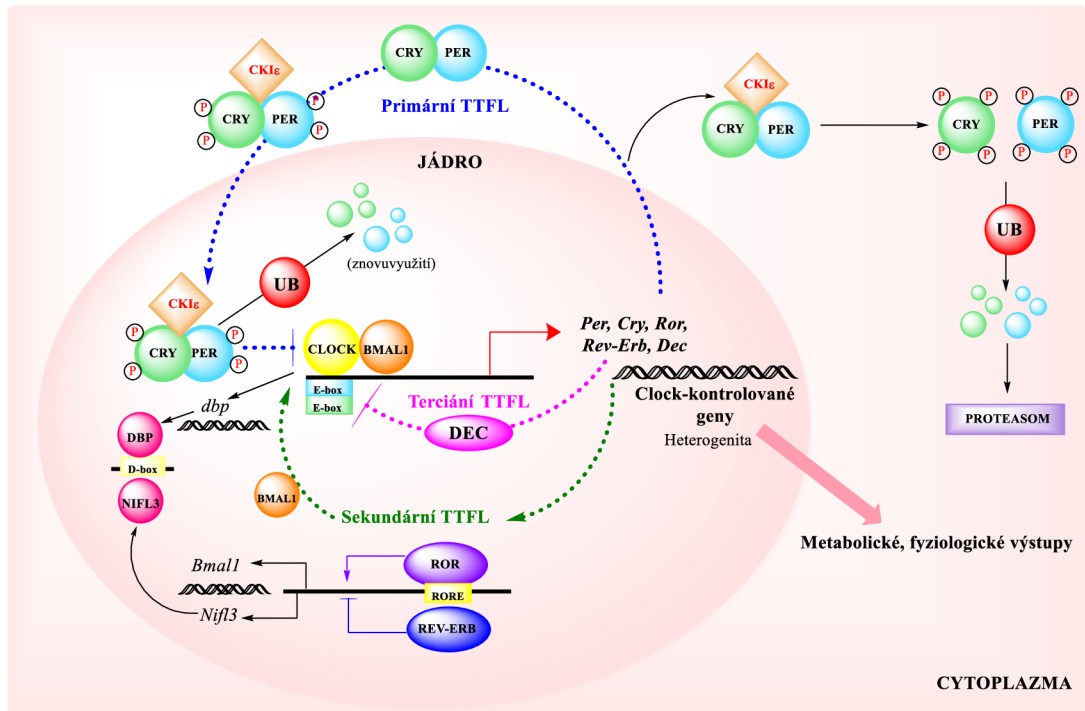 CRY
PER
CKIε
P
P
CRY
PER
P
P
Primární TTFL
CKIε
CRY
PER
P
P
CRY
P
P
P
P
PER
P
P
JÁDRO
UB
(znovuvyužití)
UB
CKIε
P
P
CRY
PER
P
P
CLOCK
BMAL1
Per, Cry, Ror,
Rev-Erb, Dec
E-box
E-box
Terciání TTFL
DEC
Clock-kontrolované
geny
Heterogenita
PROTEASOM
dbp
DBP
D-box
NIFL3
BMAL1
Sekundární TTFL
Metabolické, fyziologické výstupy
Bmal1
Nifl3
ROR
RORE
REV-ERB
CYTOPLAZMA